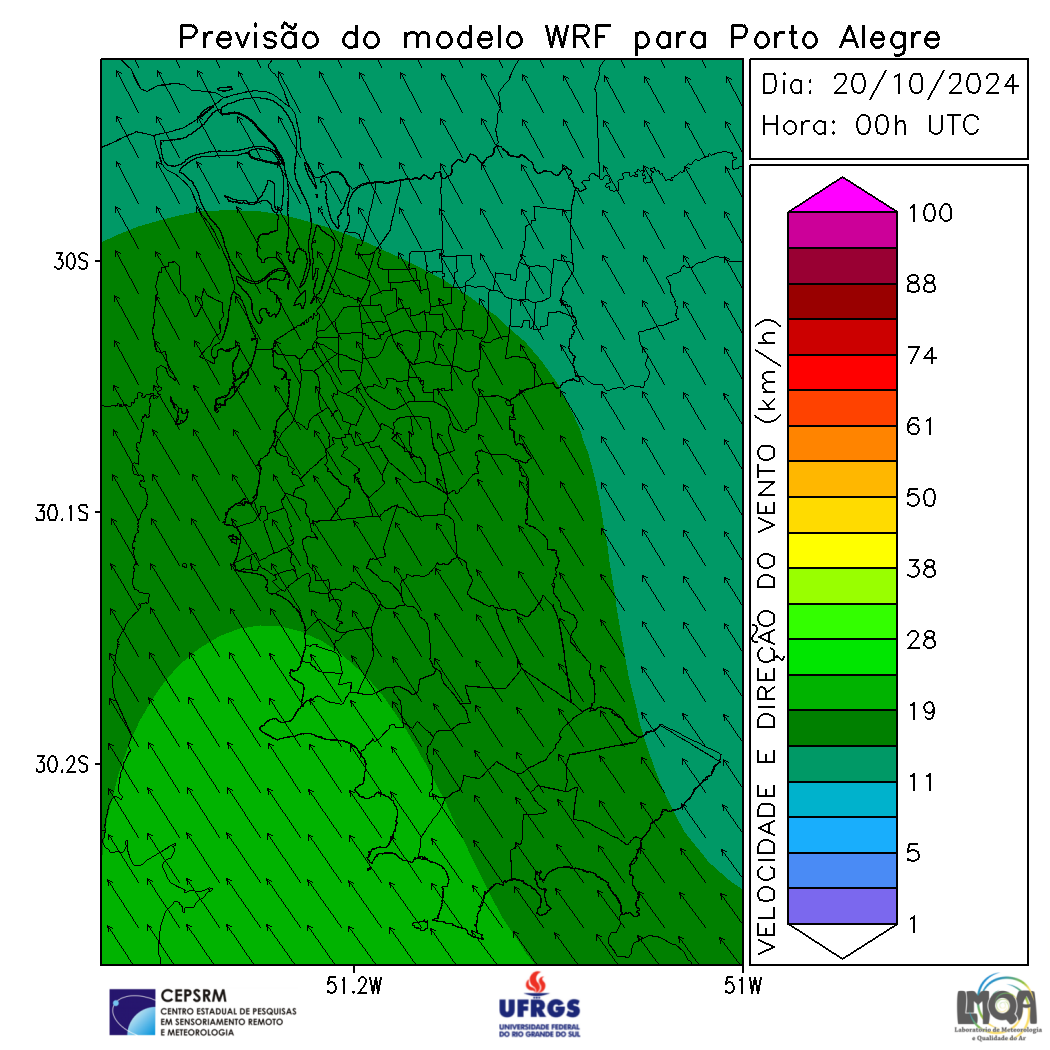 Previsão do modelo WRF para Porto Alegre
Dia: 20/10/2024
Hora: 00h UTC
30S
30.1S
30.2S
51.2W
51W
VELOCIDADE E DIREÇÃO DO VENTO (km/h)
100
88
74
61
50
38
28
19
11
5
1
CEPSRM
CENTRO ESTADUAL DE PESQUISAS
EM SENSORIAMENTO REMOTO
E METEOROLOGIA
UFRGS
UNIVERSIDADE FEDERAL
DO RIO GRANDE DO SUL
LMQA
Laboratório de Meteorologia
e Qualidade do Ar